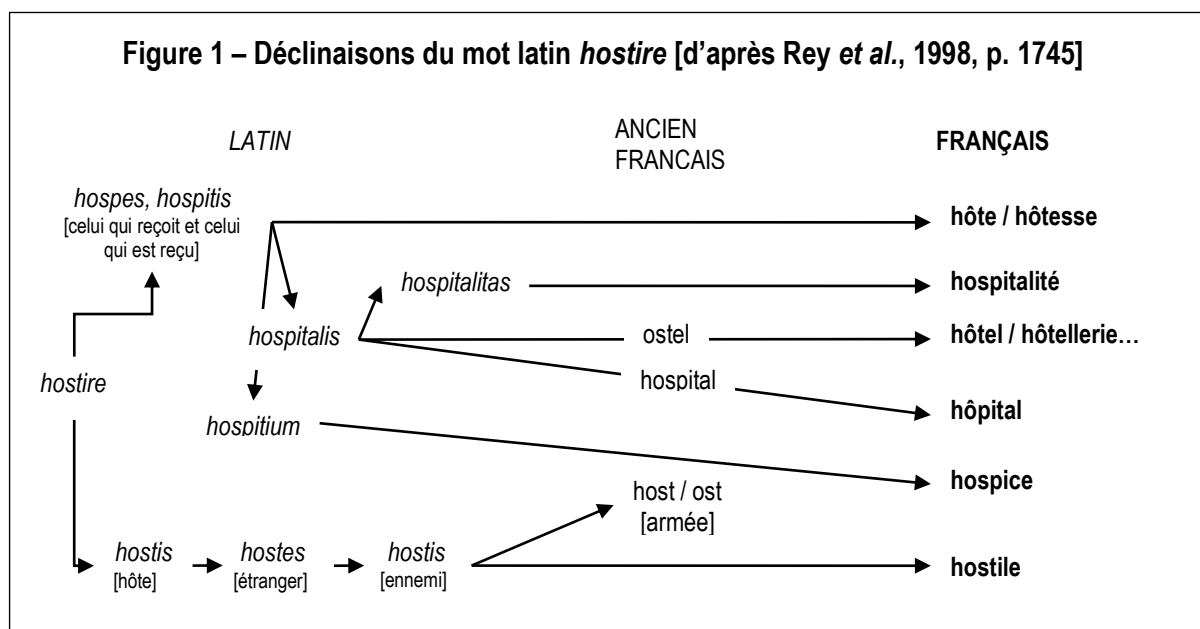 Figure 1 – Déclinaisons du mot latin hostire [d’après Rey et al., 1998, p. 1745]
LATIN
ANCIEN
FRANCAIS
FRANÇAIS
hospes, hospitis
[celui qui reçoit et celui
qui est reçu]
hôte / hôtesse
hospitalitas
hospitalité
hospitalis
ostel
hôtel / hôtellerie…
hostire
hospital
hôpital
hospitium
hospice
host / ost
[armée]
hostis
[hôte]
hostes
[étranger]
hostis
[ennemi]
hostile